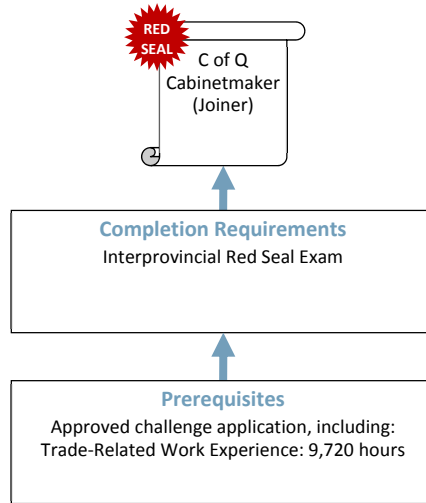 RED
SEAL
C of Q
Cabinetmaker
(Joiner)
Completion Requirements
Interprovincial Red Seal Exam
Prerequisites
Approved challenge application, including:
Trade-Related Work Experience: 9,720 hours